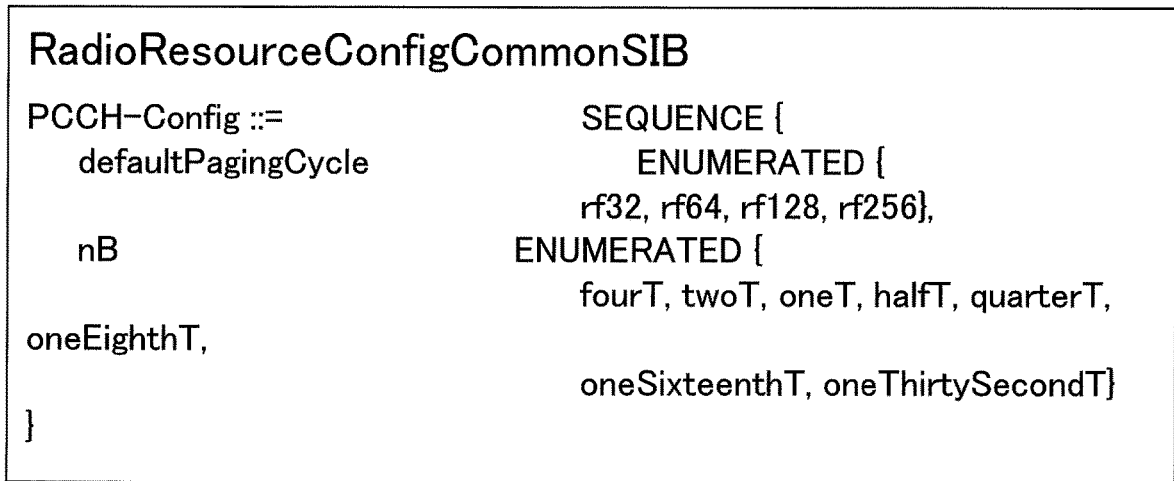 RadioResourceConfigCommonSIB
PCCH-Config ::= SEQUENCE {
defaultPagingCycle ENUMERATED {
rf32, rf64, rf128, rf256},
nB ENUMERATED {
fourT, twoT, oneT, halfT, quarterT,
oneEighthT,
oneSixteenthT, oneThirtySecondT}
}